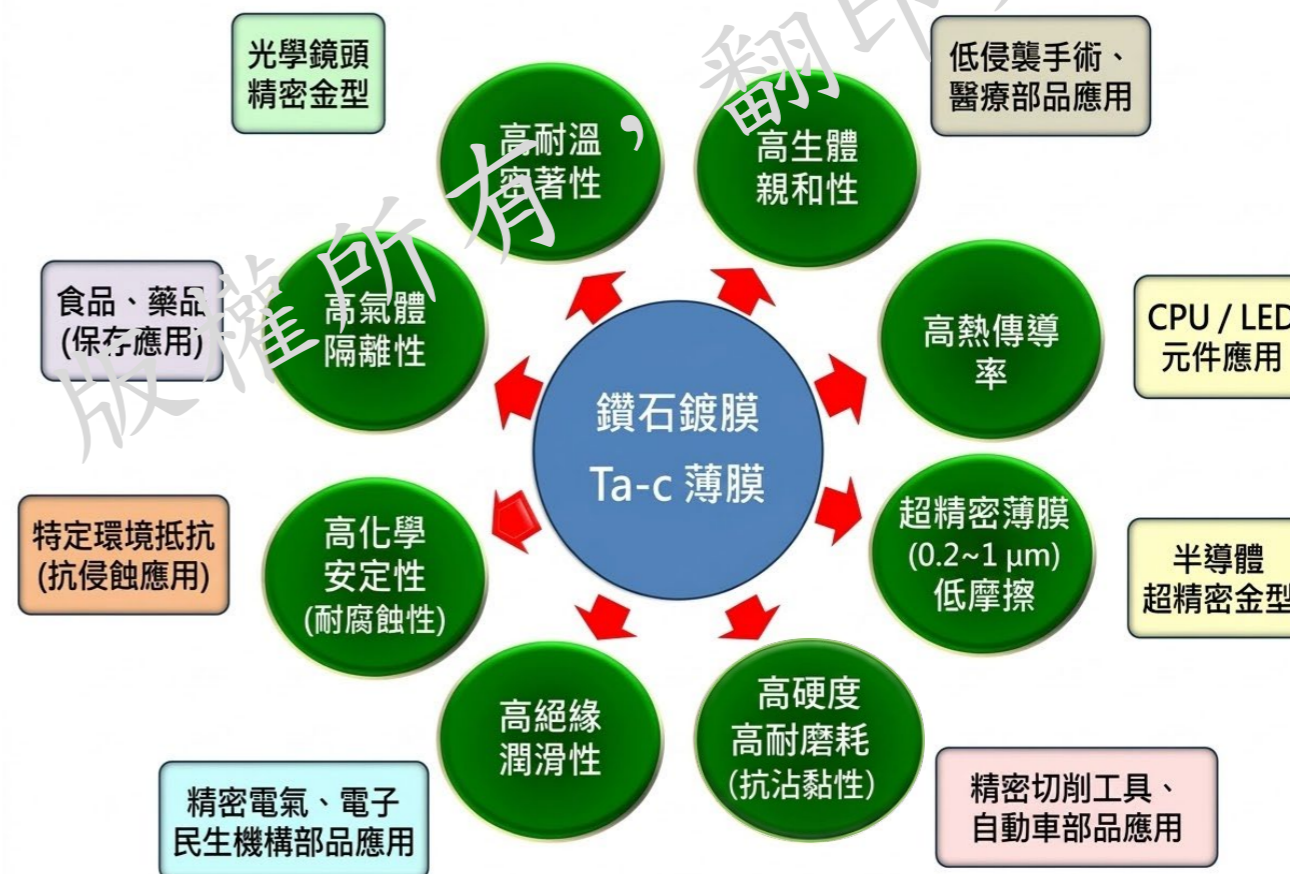 光學鏡頭
精密金型
高耐溫
密著性
高生體
親和性
低侵襲手術、
醫療部品應用
食品、藥品
(保存應用)
高氣體
隔離性
高熱傳導
率
CPU / LED
元件應用
鑽石鍍膜
Ta-c 薄膜
特定環境抵抗
(抗侵蝕應用)
高化學
安定性
(耐腐蝕性)
超精密薄膜
(0.2~1 μm)
低摩擦
半導體
超精密金型
高絕緣
潤滑性
高硬度
高耐磨耗
(抗沾黏性)
精密電氣、電子
民生機構部品應用
精密切削工具、
自動車部品應用
版權所有，翻印